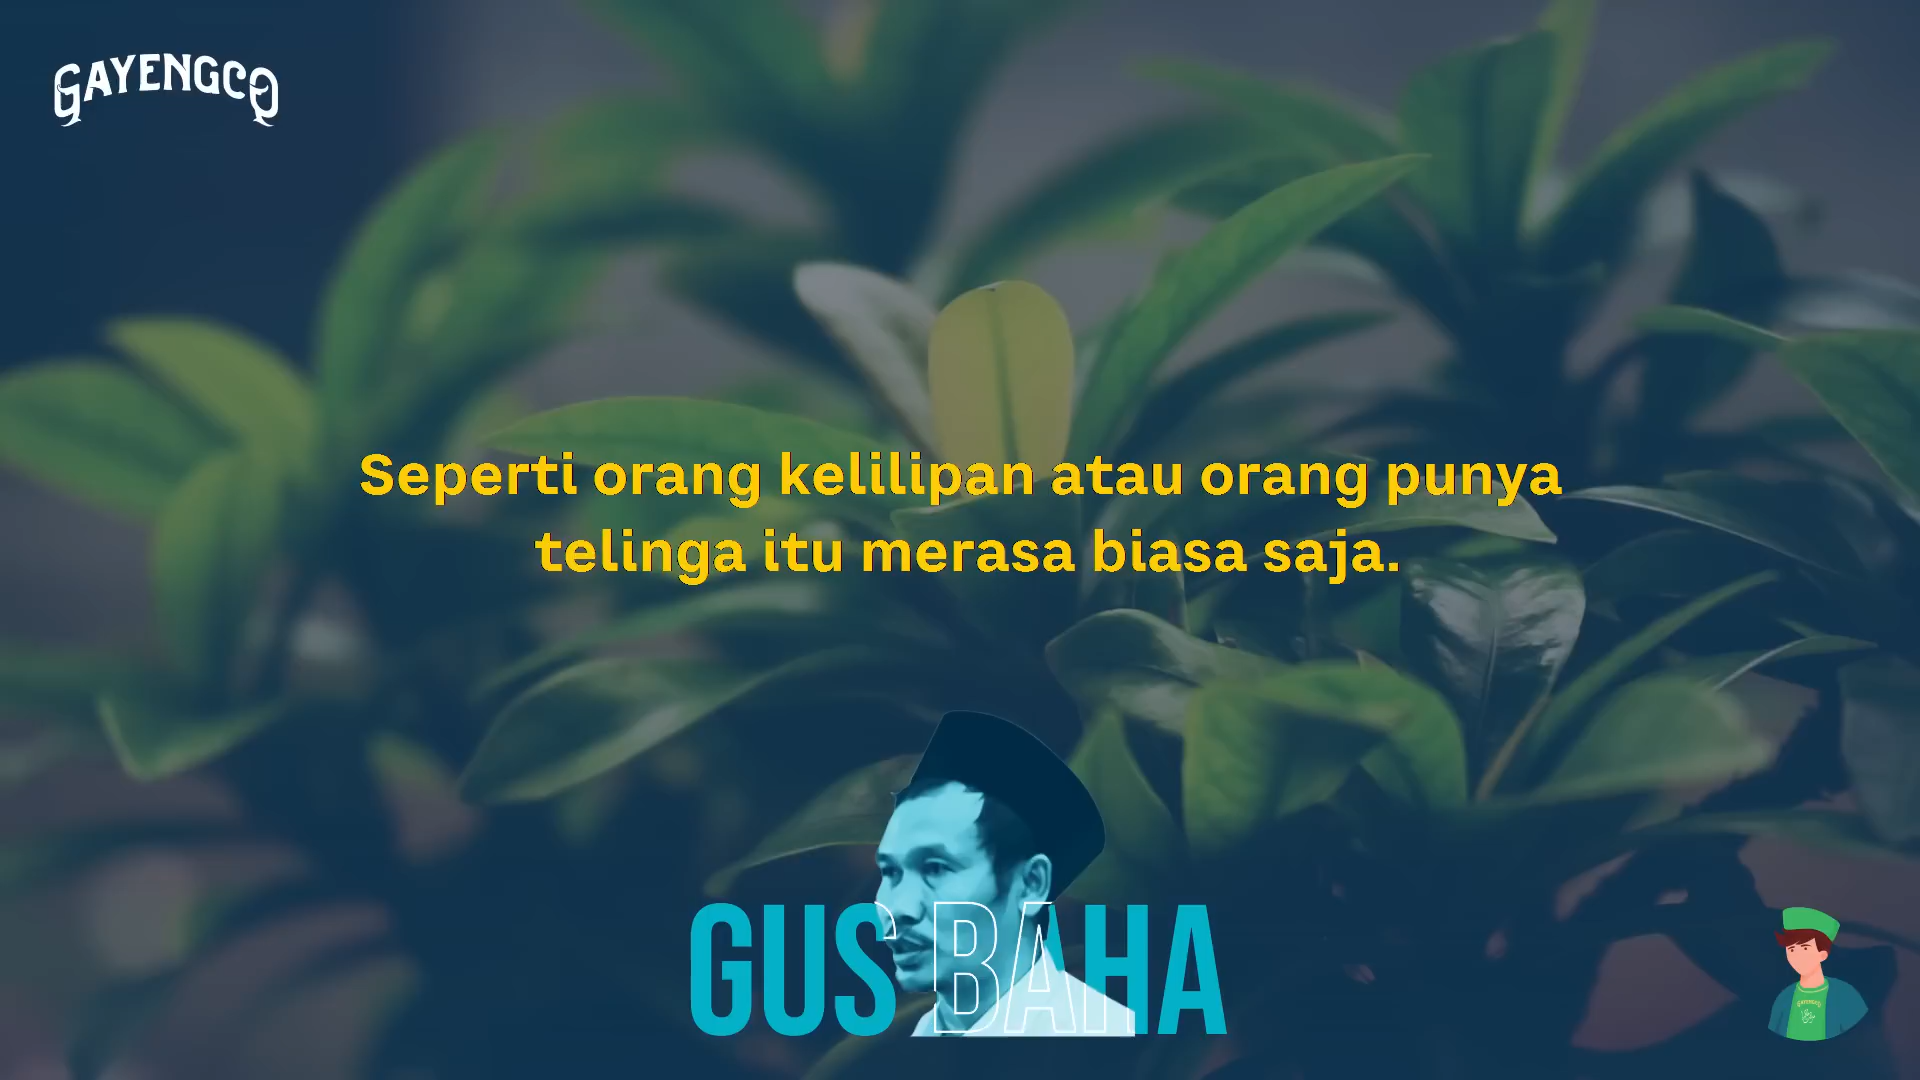 GAYENGCO
Seperti orang kelilipan atau orang punya
telinga itu merasa biasa saja.
GUS BAHA